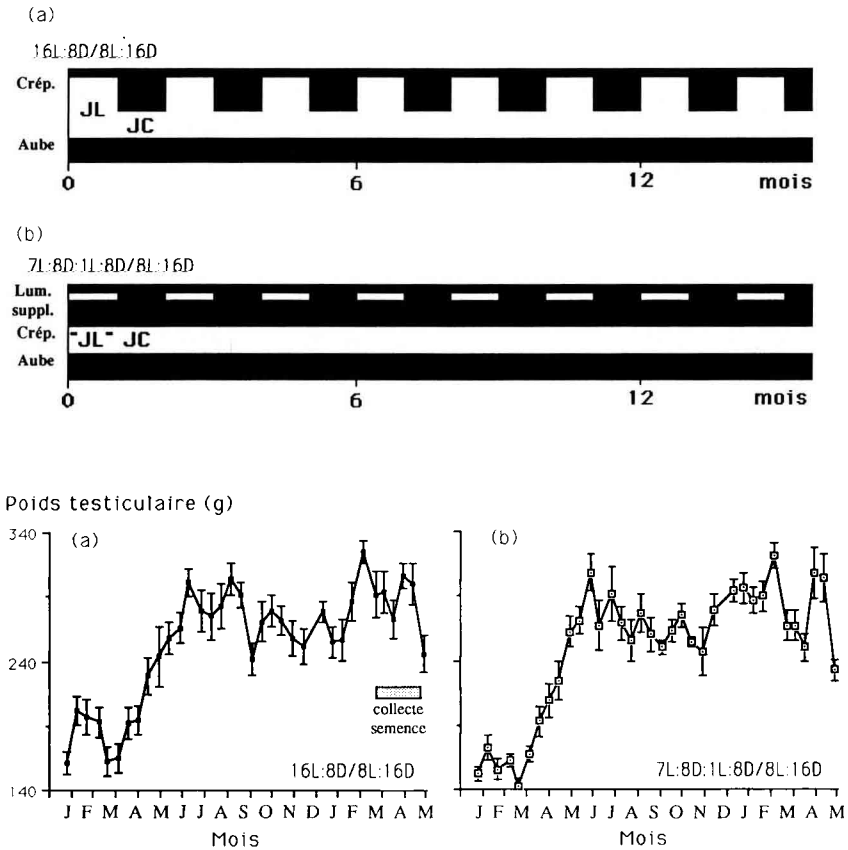 (a)
16L:8D/8L:16D
Crép.
JL
JC
Aube
0 6 12 mois
(b)
7L:8D:1L:8D/8L:16D
Lum.
suppl.
Crép.
-JL- JC
Aube
0 6 12 mois
Poids testiculaire (g)
340
(a)
240
collecte
semence
140
16L:8D/8L:16D
J F M A M J J A S O N D J F M A M
Mois
(b)
7L:8D:1L:8D/8L:16D
J F M A M J J A S O N D J F M A M
Mois